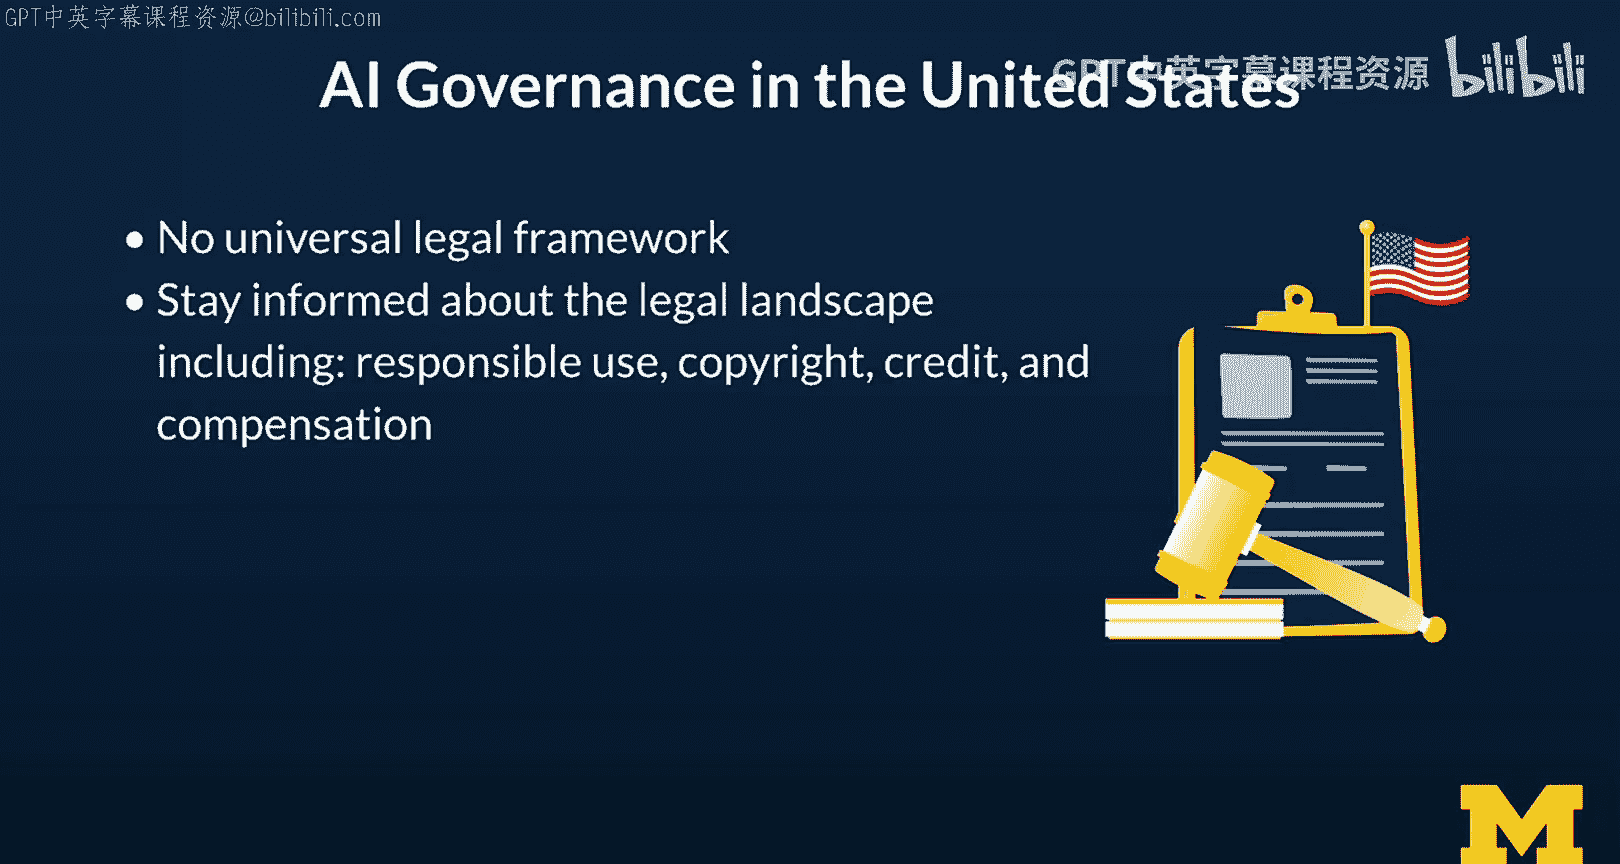 GPT中英字幕课程资源@bilibili.com
AI Governance in the United States
GPT中英字幕课程资源 bilibili
• No universal legal framework
• Stay informed about the legal landscape
including: responsible use, copyright, credit, and
compensation
M